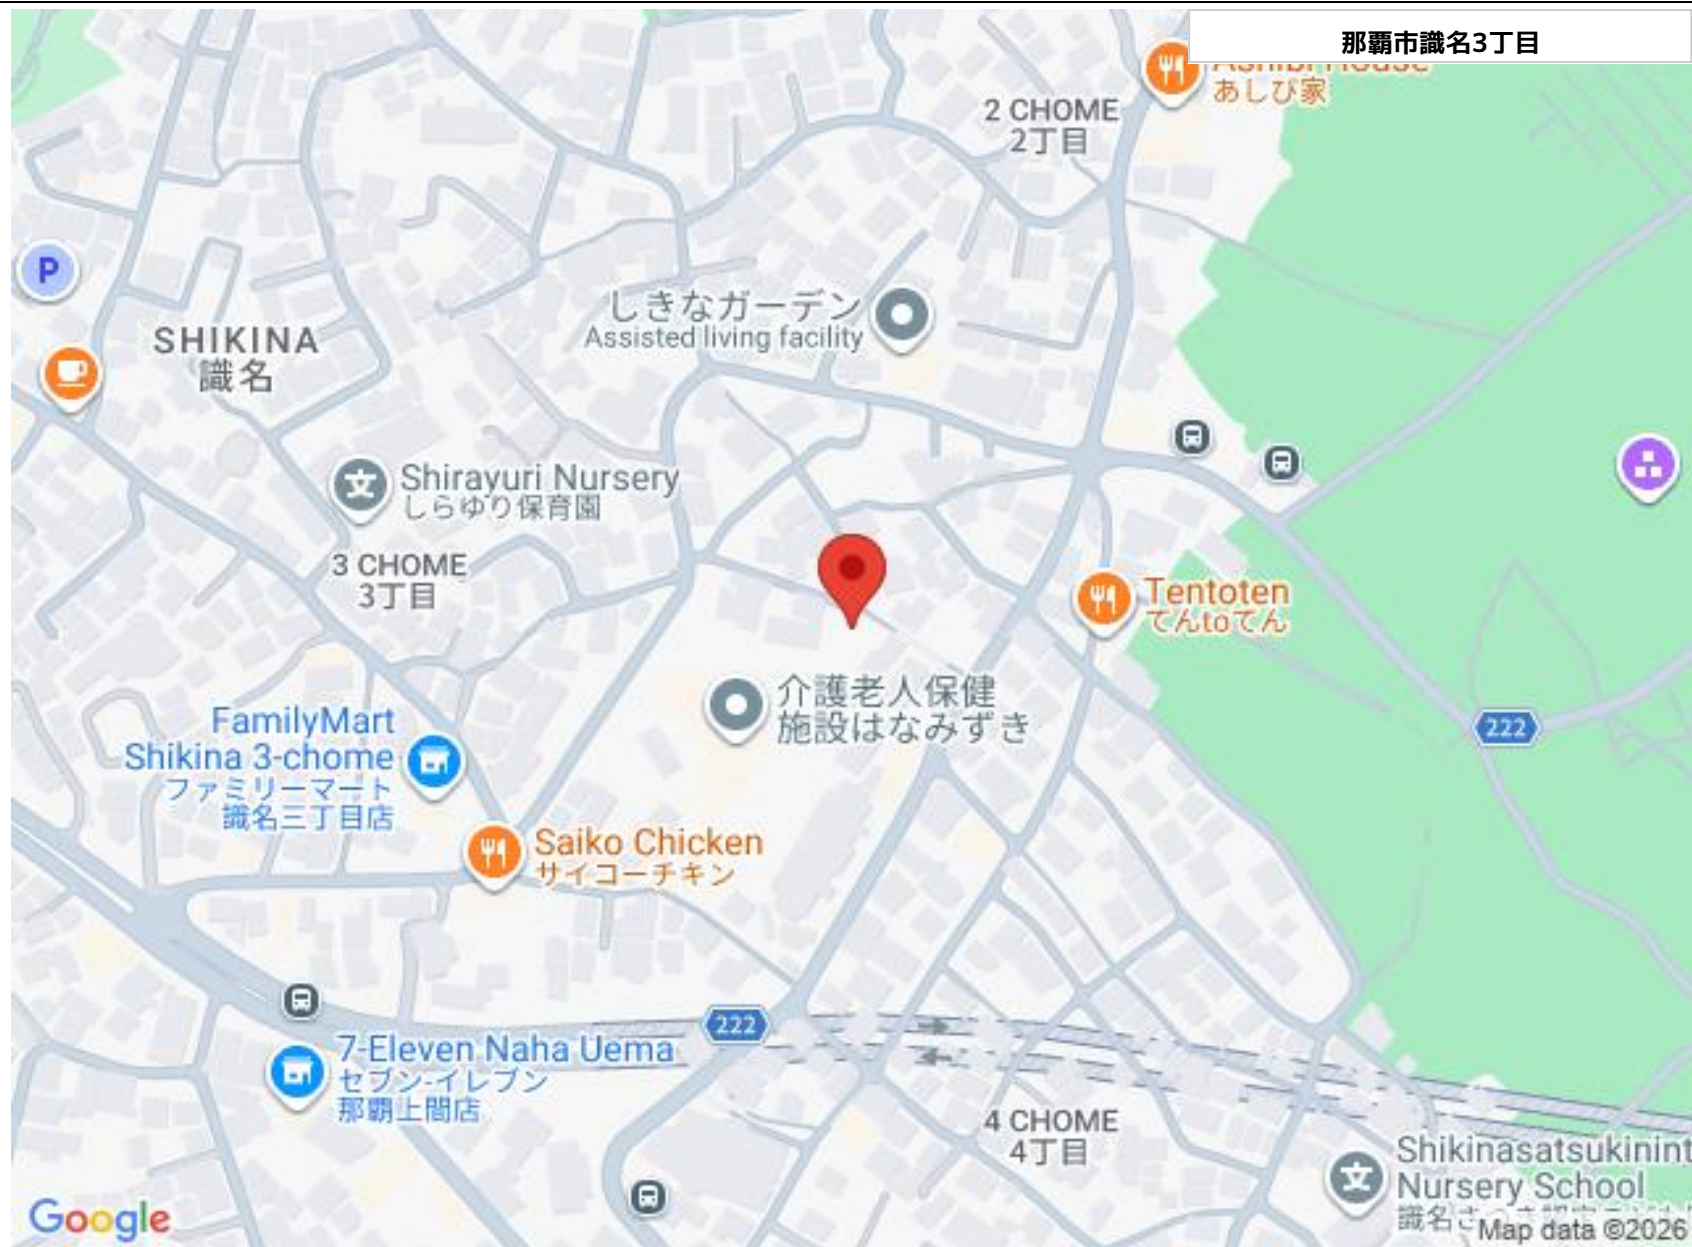 那覇市識名3丁目
あしび家
2 CHOME
2丁目
P
しきなガーデン
Assisted living facility
SHIKINA
識名
Shirayuri Nursery
しらゆり保育園
3 CHOME
3丁目
Tentoten
てんtoてん
介護老人保健
施設はなみずき
222
FamilyMart
Shikina 3-chome
ファミリーマート
識名三丁目店
Saiko Chicken
サイコーチキン
222
7-Eleven Naha Uema
セブン-イレブン
那覇上間店
4 CHOME
4丁目
Shikinasatsukinint
Nursery School
識名さ
Google
Map data ©2026